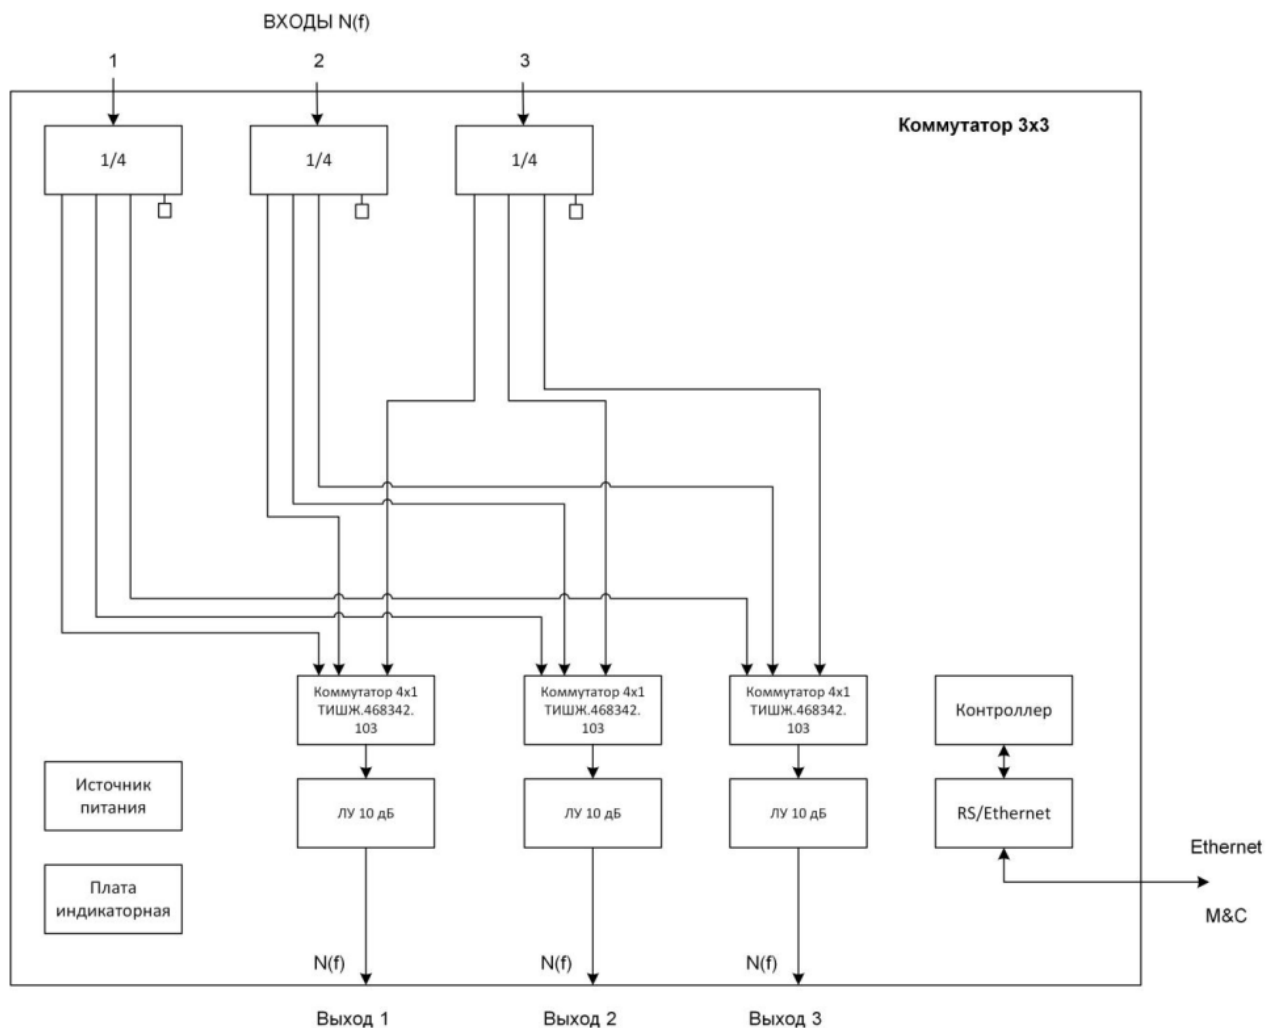 ВХОДЫ N(f)
1
2
3
Коммутатор 3х3
1/4
1/4
1/4
Коммутатор 4х1
ТИШЖ.468342.
103
Коммутатор 4х1
ТИШЖ.468342.
103
Коммутатор 4х1
ТИШЖ.468342.
103
Контроллер
Источник
питания
ЛУ 10 дБ
ЛУ 10 дБ
ЛУ 10 дБ
RS/Ethernet
Ethernet
Плата
индикаторная
M&C
N(f)
N(f)
N(f)
Выход 1
Выход 2
Выход 3